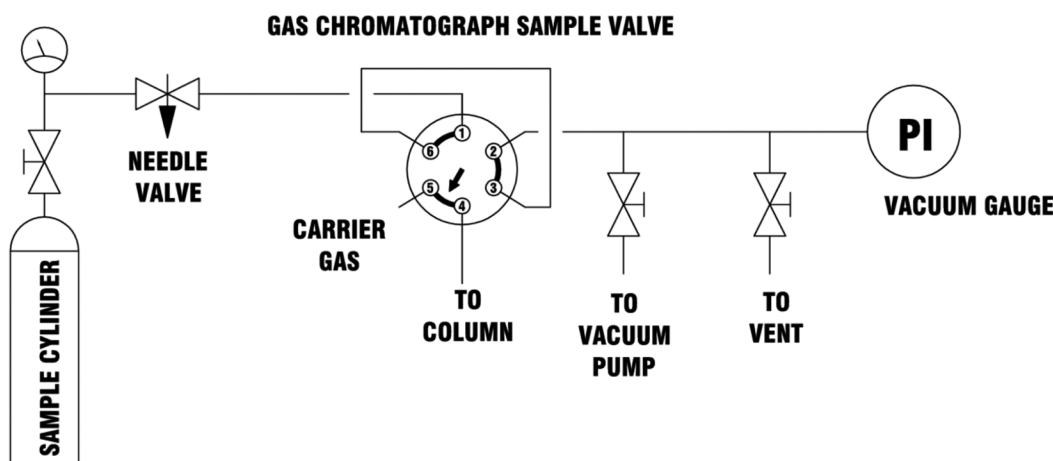 GAS CHROMATOGRAPH SAMPLE VALVE
NEEDLE
VALVE
1
2
3
4
5
6
CARRIER
GAS
TO
COLUMN
TO
VACUUM
PUMP
TO
VENT
PI
VACUUM GAUGE
SAMPLE CYLINDER